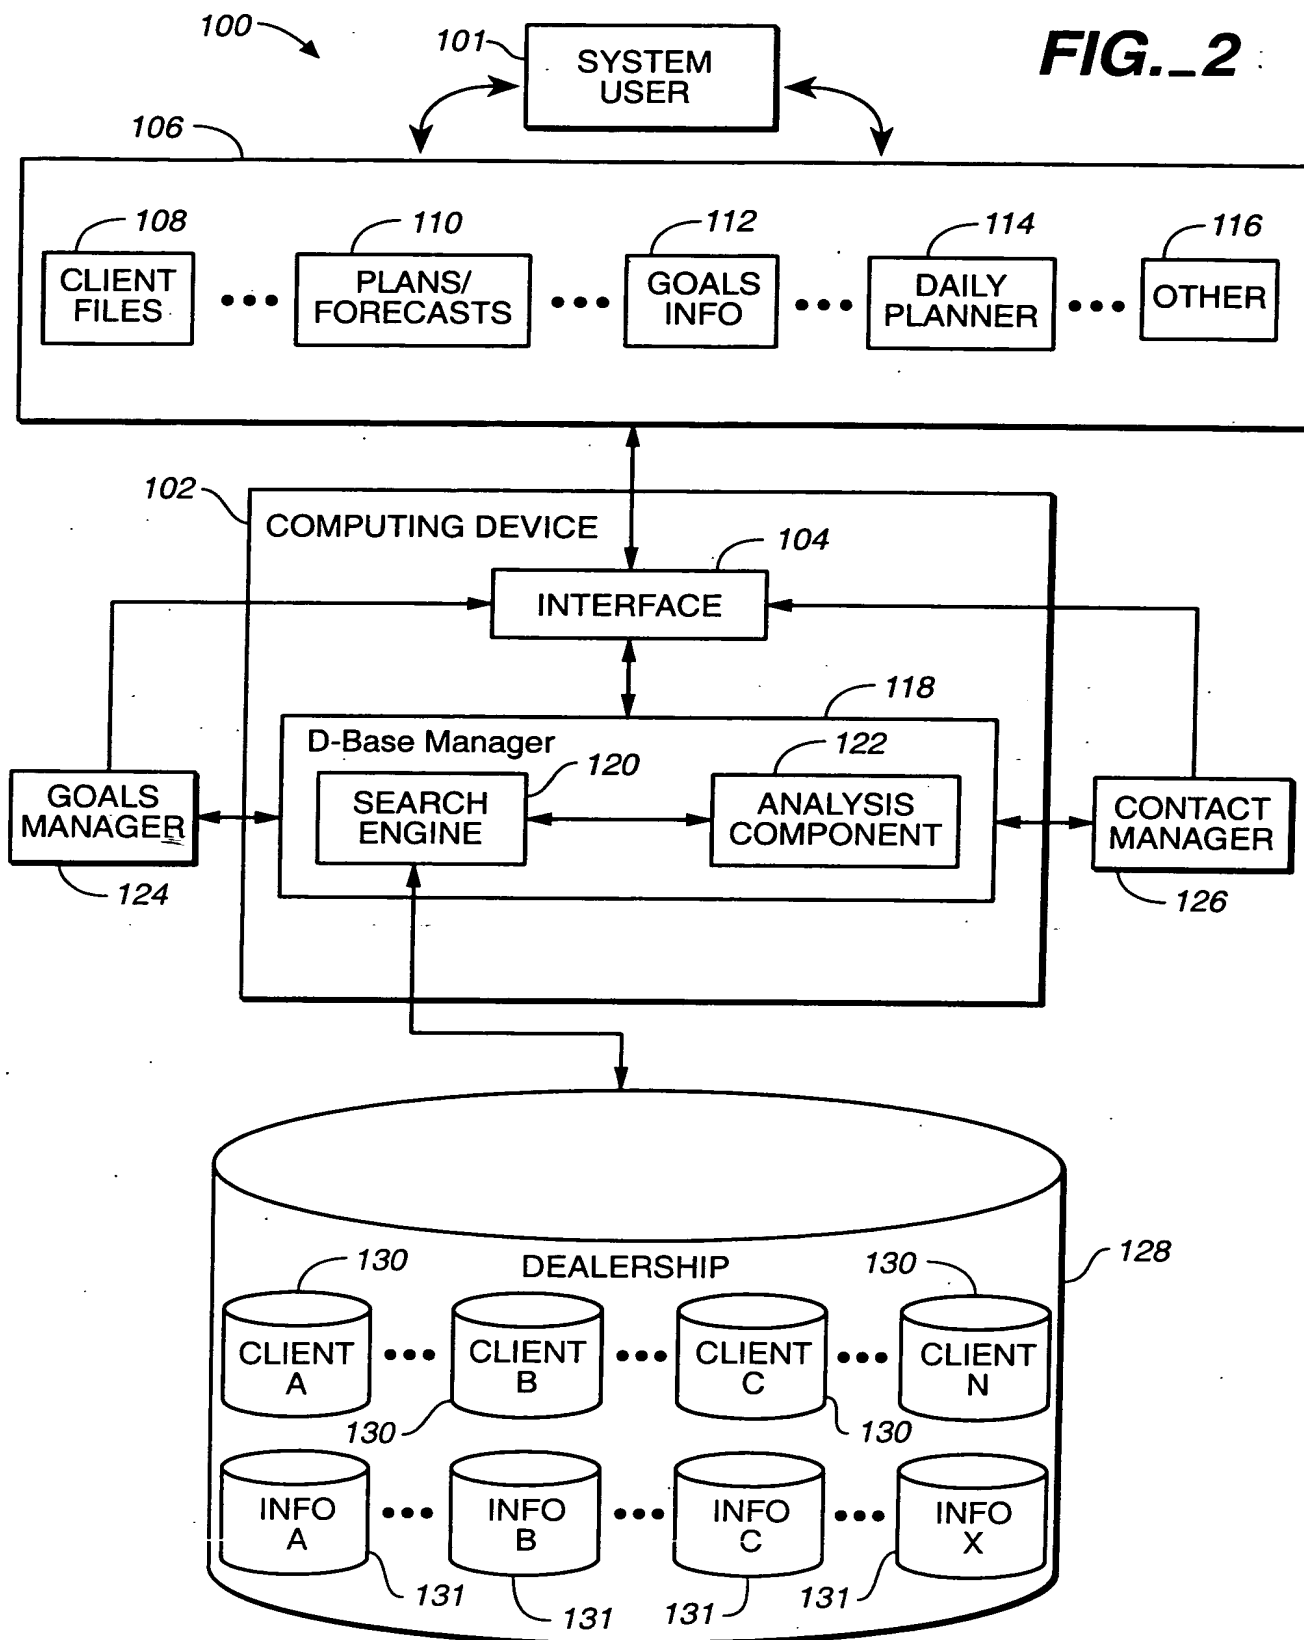 100
101
SYSTEM
USER
FIG._2
106
108
110
112
114
116
CLIENT
FILES
PLANS/
FORECASTS
GOALS
INFO
DAILY
PLANNER
OTHER
102
COMPUTING DEVICE
104
INTERFACE
118
D-Base Manager
120
122
GOALS
MANAGER
SEARCH
ENGINE
ANALYSIS
COMPONENT
CONTACT
MANAGER
124
126
DEALERSHIP
128
130
130
CLIENT
A
CLIENT
B
CLIENT
C
CLIENT
N
130
130
INFO
A
INFO
B
INFO
C
INFO
X
131
131
131
131